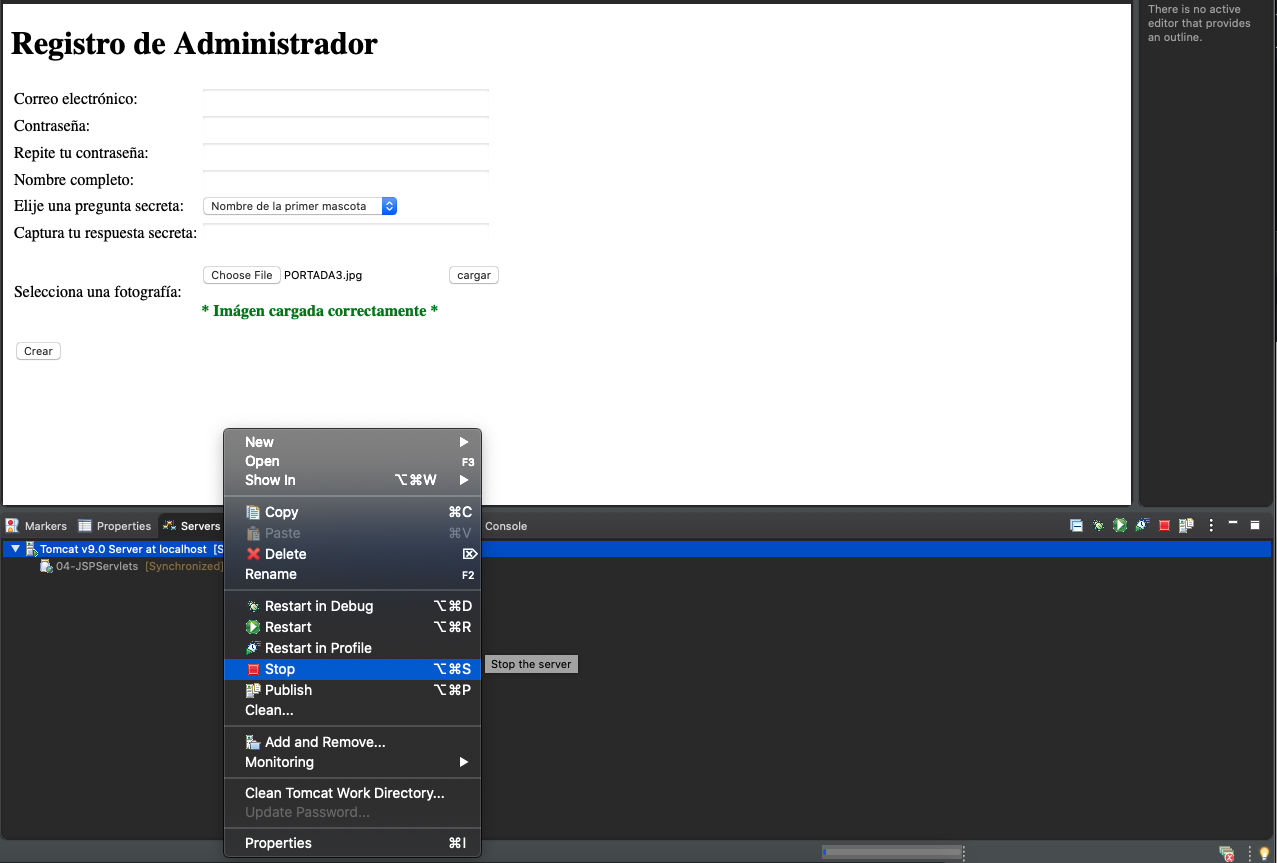 There is no active
editor that provides
an outline.
Registro de Administrador
Correo electrónico:
Contraseña:
Repite tu contraseña:
Nombre completo:
Elije una pregunta secreta: Nombre de la primer mascota
Captura tu respuesta secreta:
Choose File PORTADA3.jpg cargar
Selecciona una fotografía:
* Imágen cargada correctamente *
Crear
Markers Properties Servers Console
Tomcat v9.0 Server at localhost [S
04-JSPServlets [Synchronized]
New
Open F3
Show In ⌥⌘W
Copy ⌘C
Paste ⌘V
Delete ⌦
Rename F2
Restart in Debug ⌥⌘D
Restart ⌥⌘R
Restart in Profile
Stop ⌥⌘S
Stop the server
Publish ⌥⌘P
Clean...
Add and Remove...
Monitoring
Clean Tomcat Work Directory...
Update Password...
Properties ⌘I